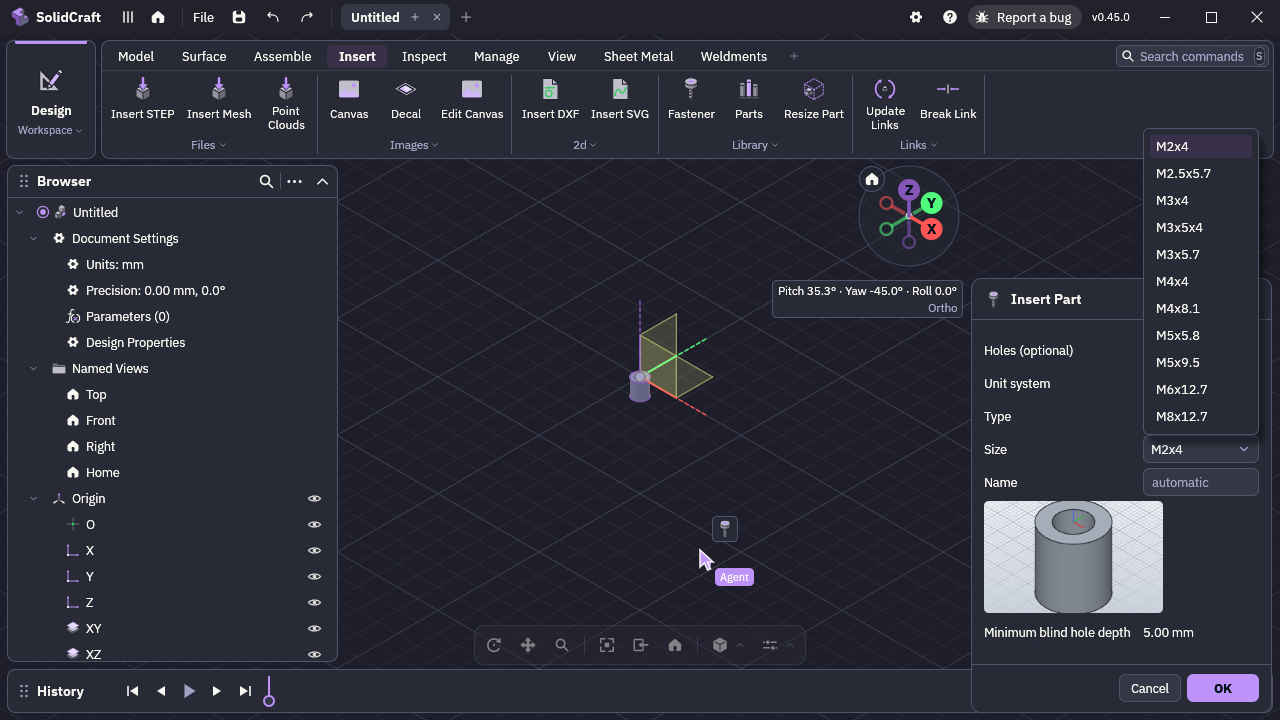 SolidCraft
File
Untitled
Report a bug
v0.45.0
Design
Workspace
Model
Surface
Assemble
Insert
Inspect
Manage
View
Sheet Metal
Weldments
Search commands
S
Insert STEP
Insert Mesh
Point
Clouds
Files
Canvas
Decal
Edit Canvas
Images
Insert DXF
Insert SVG
2d
Fastener
Parts
Resize Part
Library
Update
Links
Break Link
Links
Browser
Untitled
Document Settings
Units: mm
Precision: 0.00 mm, 0.0°
Parameters (0)
Design Properties
Named Views
Top
Front
Right
Home
Origin
O
X
Y
Z
XY
XZ
Z
Y
X
Pitch 35.3° · Yaw -45.0° · Roll 0.0°
Ortho
Agent
M2x4
M2.5x5.7
M3x4
M3x5x4
M3x5.7
M4x4
M4x8.1
M5x5.8
M5x9.5
M6x12.7
M8x12.7
Insert Part
Holes (optional)
Unit system
Type
Size
M2x4
Name
automatic
Minimum blind hole depth
5.00 mm
Cancel
OK
History